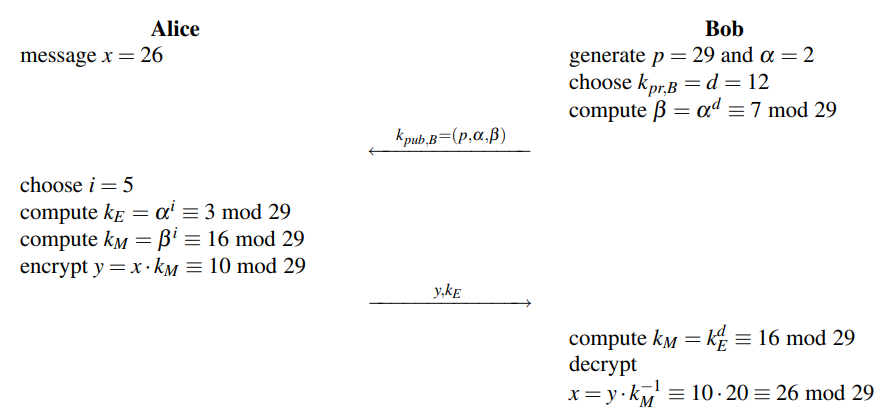 Alice
message x = 26
Bob
generate p = 29 and α = 2
choose k_{pr,B} = d = 12
compute β = α^d ≡ 7 mod 29
k_{pub,B}=(p,α,β)
choose i = 5
compute k_E = α^i ≡ 3 mod 29
compute k_M = β^i ≡ 16 mod 29
encrypt y = x · k_M ≡ 10 mod 29
y,k_E
compute k_M = k_E^d ≡ 16 mod 29
decrypt
x = y · k_M^{−1} ≡ 10 · 20 ≡ 26 mod 29